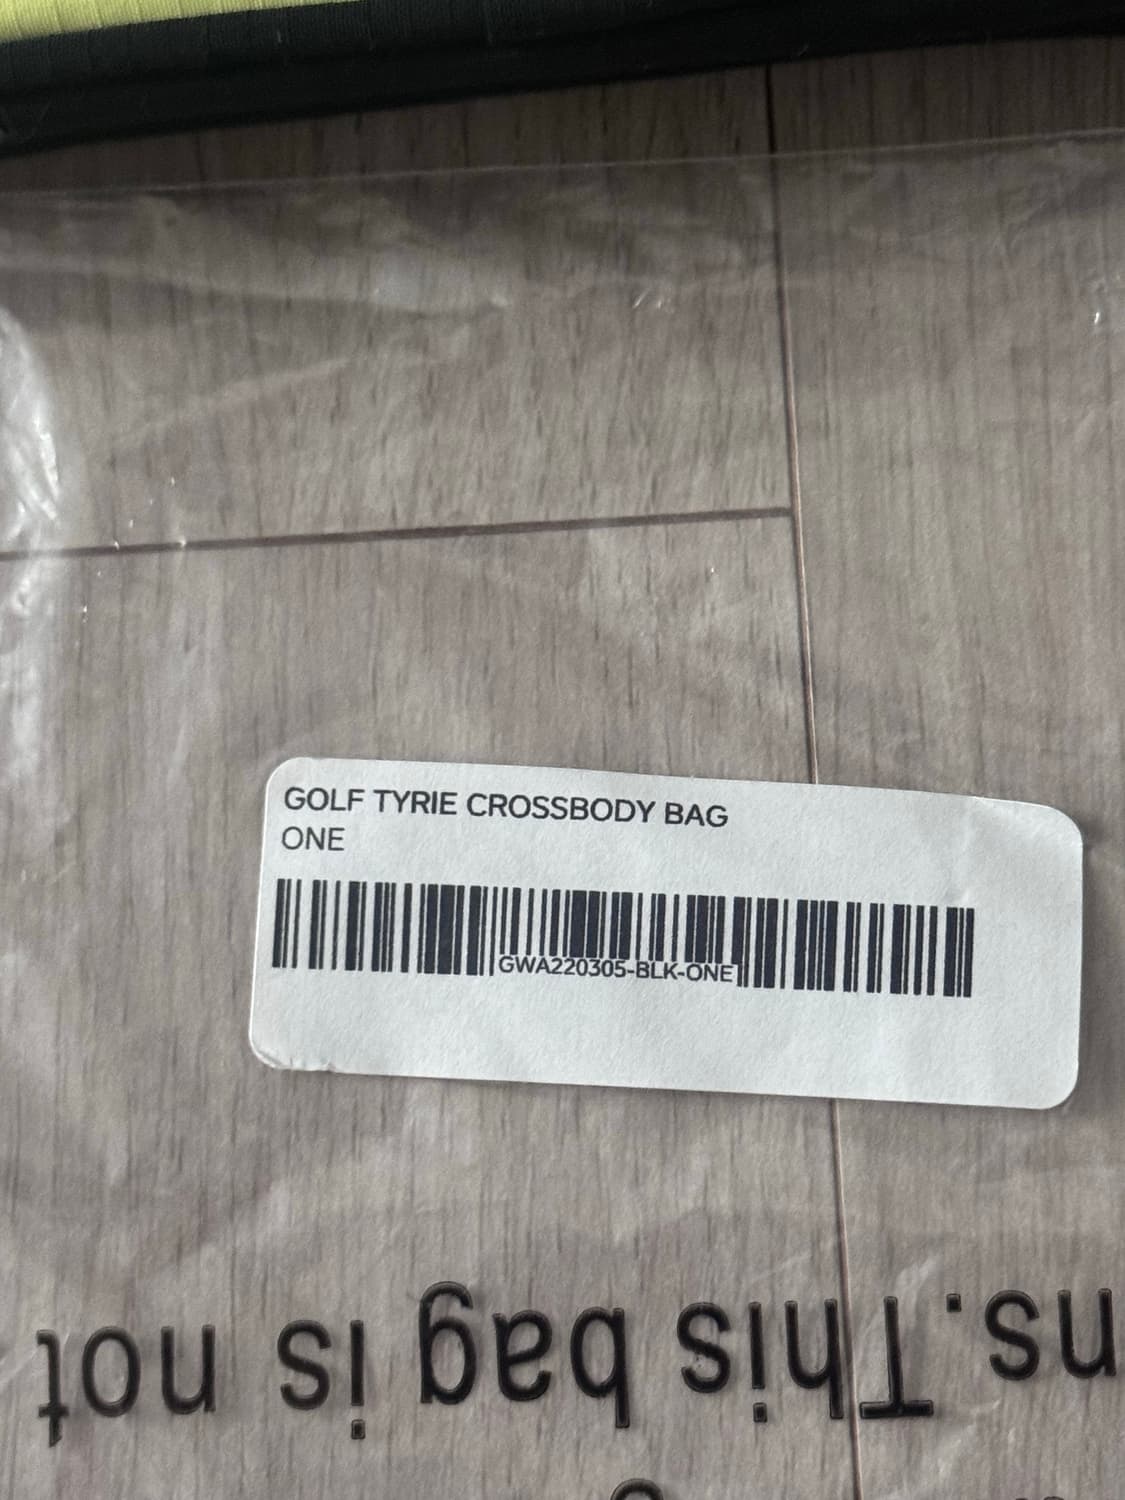 GOLF TYRIE CROSSBODY BAG
ONE
GWA220305-BLK-ONE
ns. This bag is not